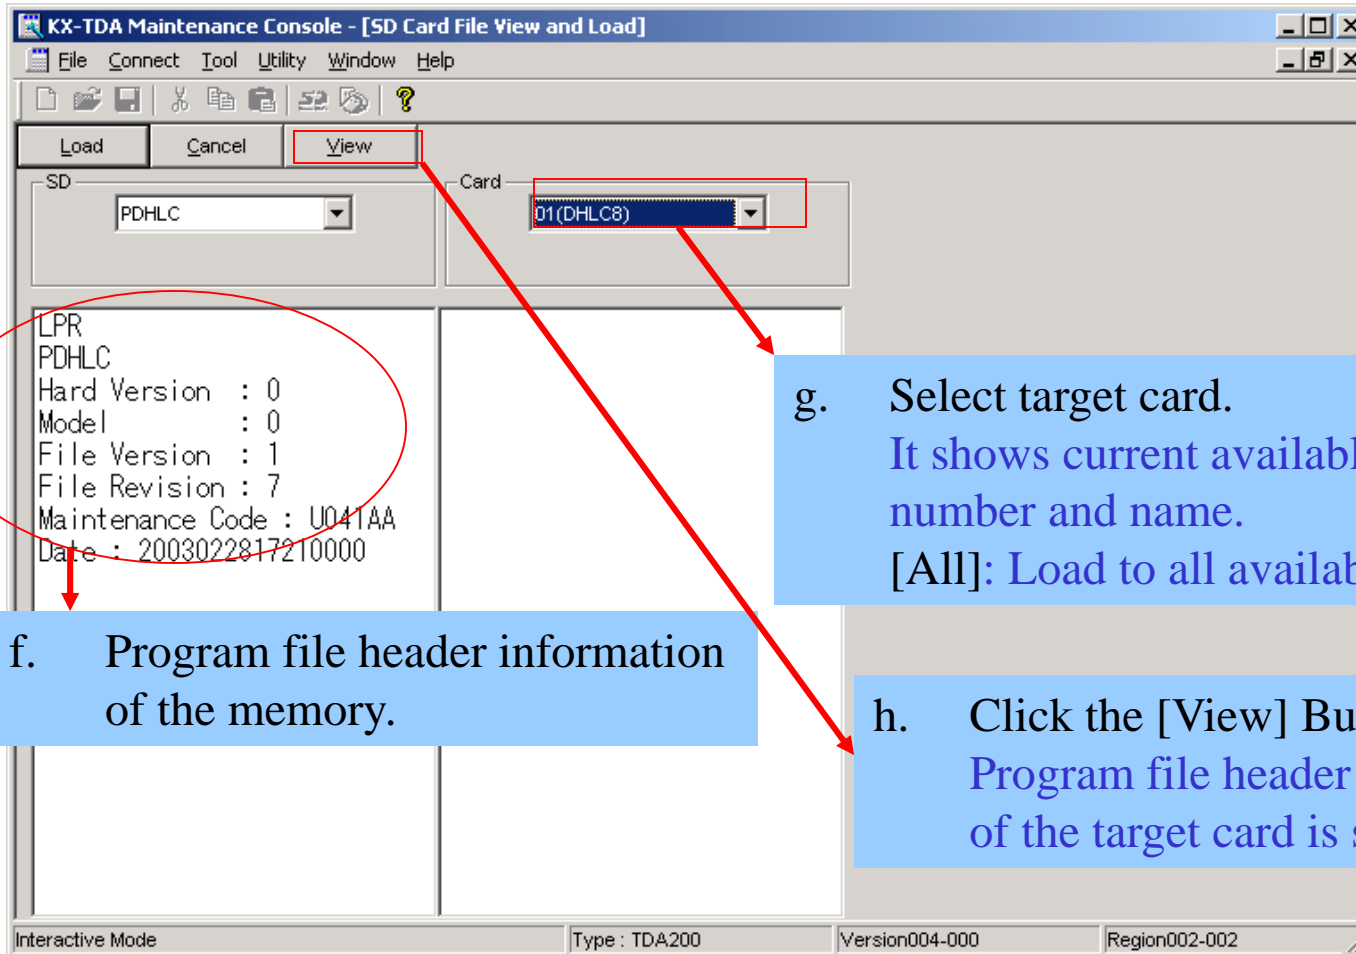 KX-TDA Maintenance Console - [SD Card File View and Load]
File Connect Tool Utility Window Help
Load Cancel View
SD
PDHLC
Card
01(DHLC8)
LPR
PDHLC
Hard Version : 0
Model : 0
File Version : 1
File Revision : 7
Maintenance Code : U041AA
Date : 2003022817210000
g. Select target card.
It shows current
number and name.
[All]: Load to all
f. Program file header information
of the memory.
h. Click the [View]
Program file header
of the target card is
Interactive Mode Type : TDA200 Version004-000 Region002-002